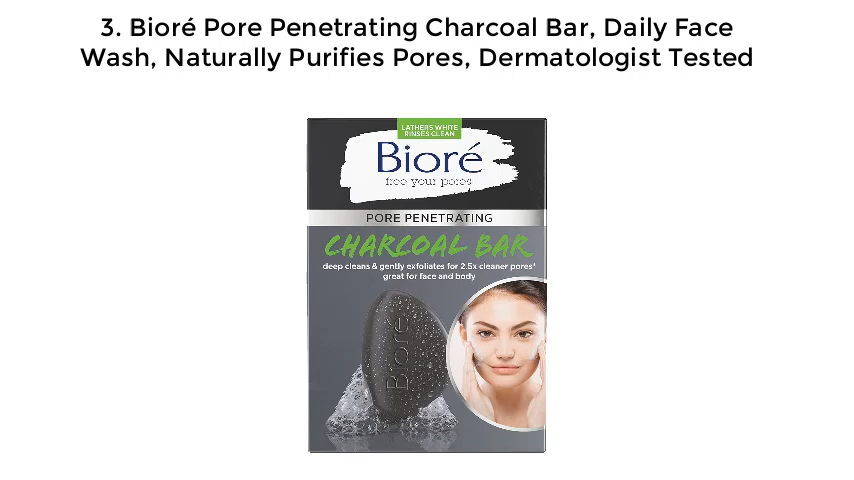 3. Bioré Pore Penetrating Charcoal Bar, Daily Face
Wash, Naturally Purifies Pores, Dermatologist Tested
LATHERS WHITE
RINSES CLEAN
Bioré
free your pores
PORE PENETRATING
CHARCOAL BAR
deep cleans & gently exfoliates for 2.5x cleaner pores*
great for face and body
Bioré